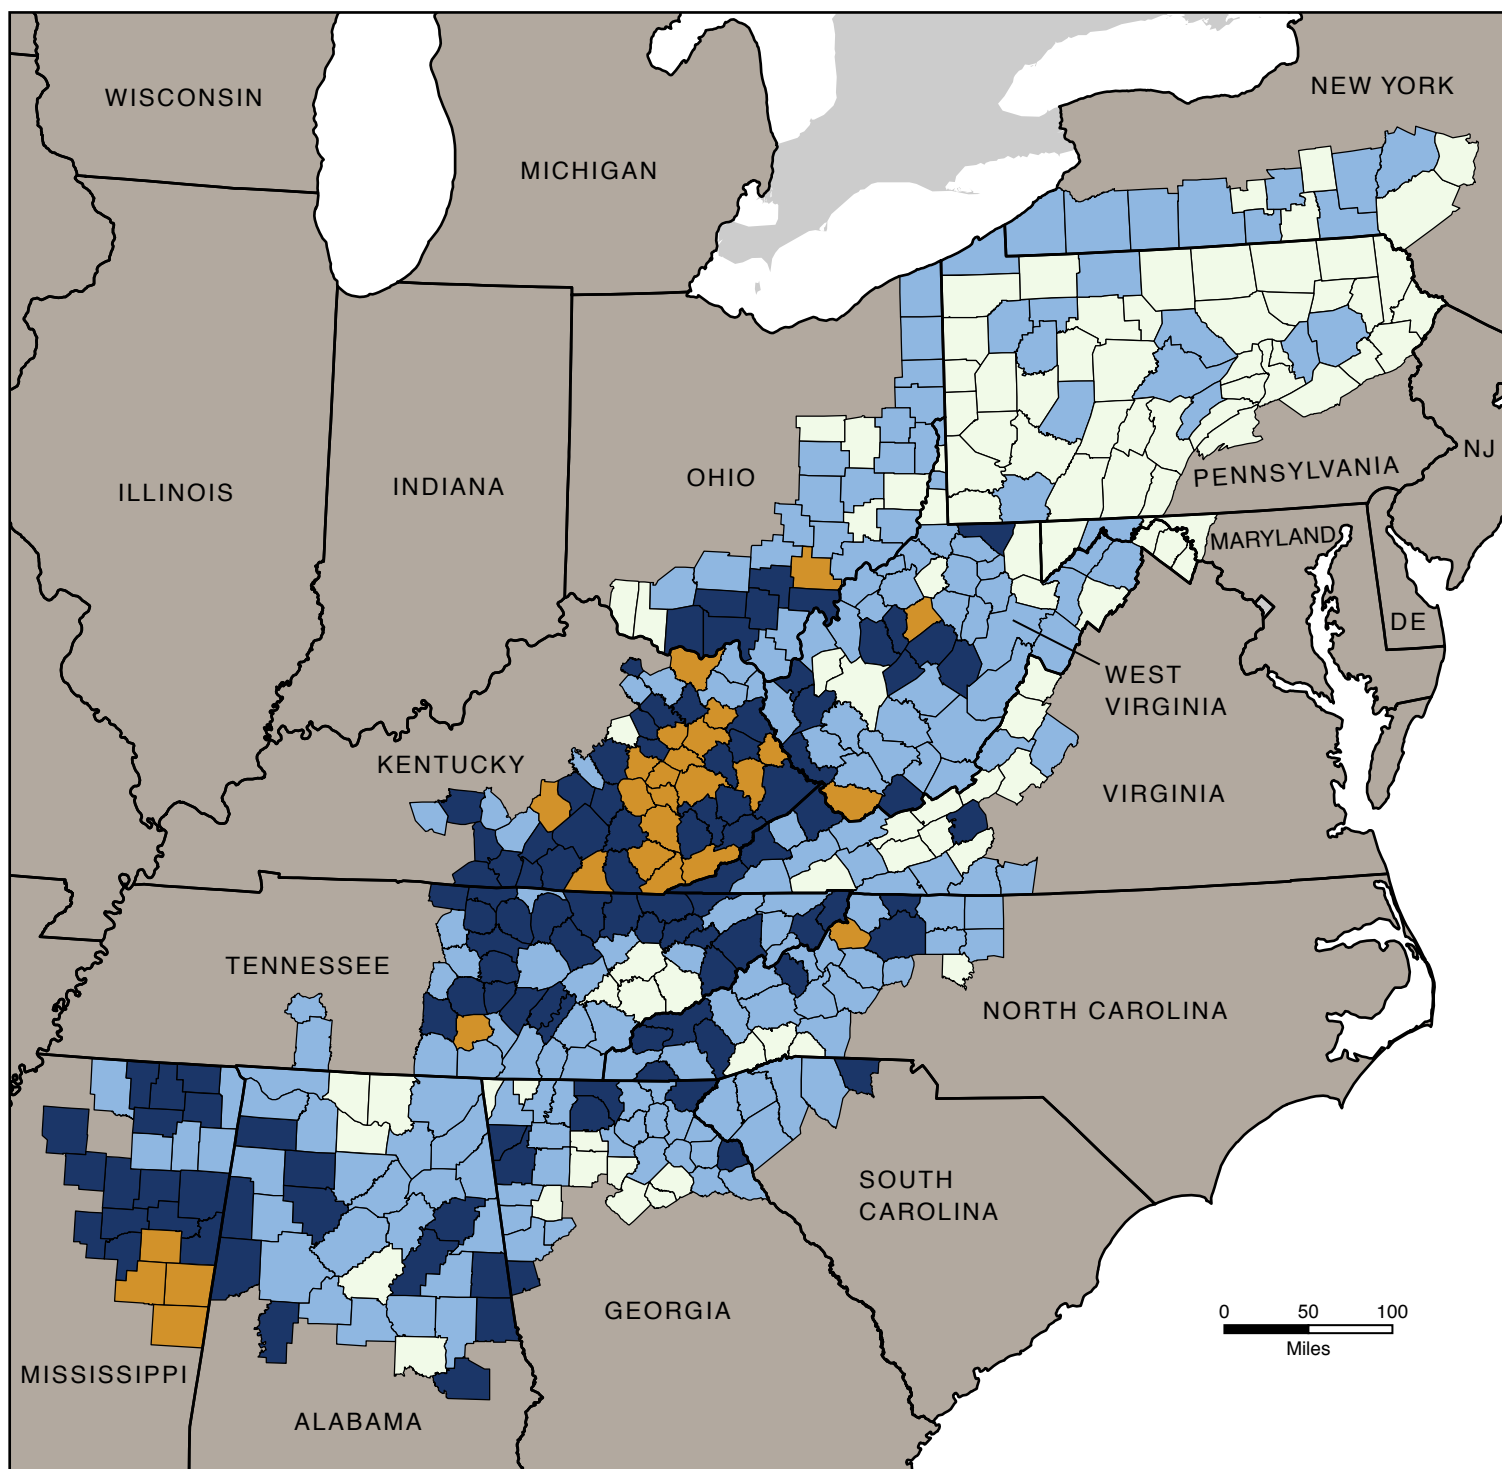 WISCONSIN
NEW YORK
MICHIGAN
ILLINOIS
INDIANA
OHIO
PENNSYLVANIA
NJ
MARYLAND
DE
WEST
VIRGINIA
KENTUCKY
VIRGINIA
TENNESSEE
NORTH CAROLINA
SOUTH
CAROLINA
GEORGIA
0 50 100
Miles
MISSISSIPPI
ALABAMA